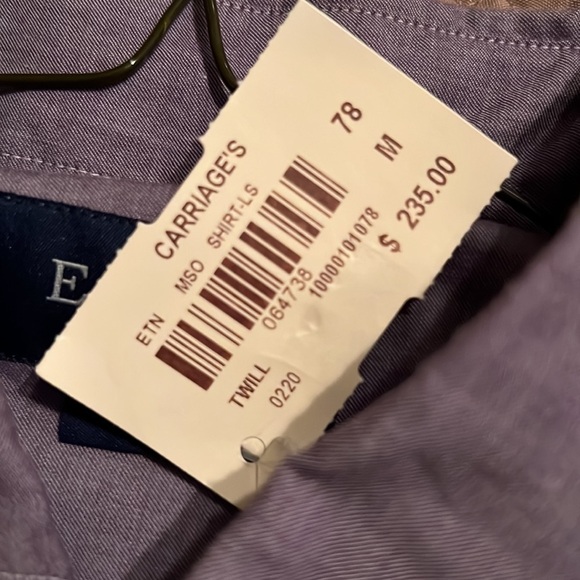 CARRIAGE'S 78
ETN MSO SHIRT-LS M
064738
10000101078
TWILL $ 235.00
0220
E